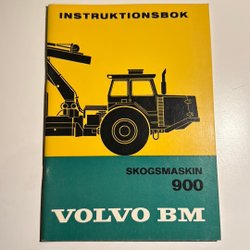 INSTRUKTIONSBOK
SKOGSMASKIN
900
VOLVO BM